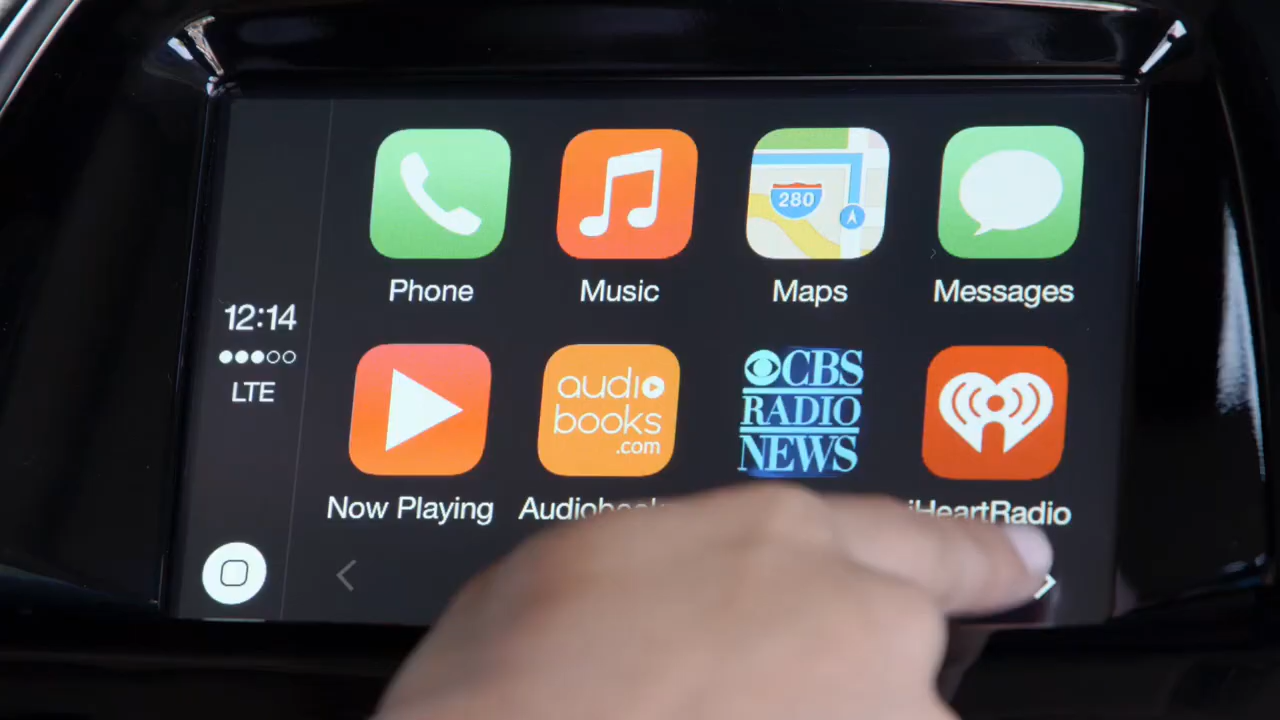 Phone
Music
Maps
280
Messages
12:14
LTE
audio
books
.com
CBS
RADIO
NEWS
Now Playing
iHeartRadio